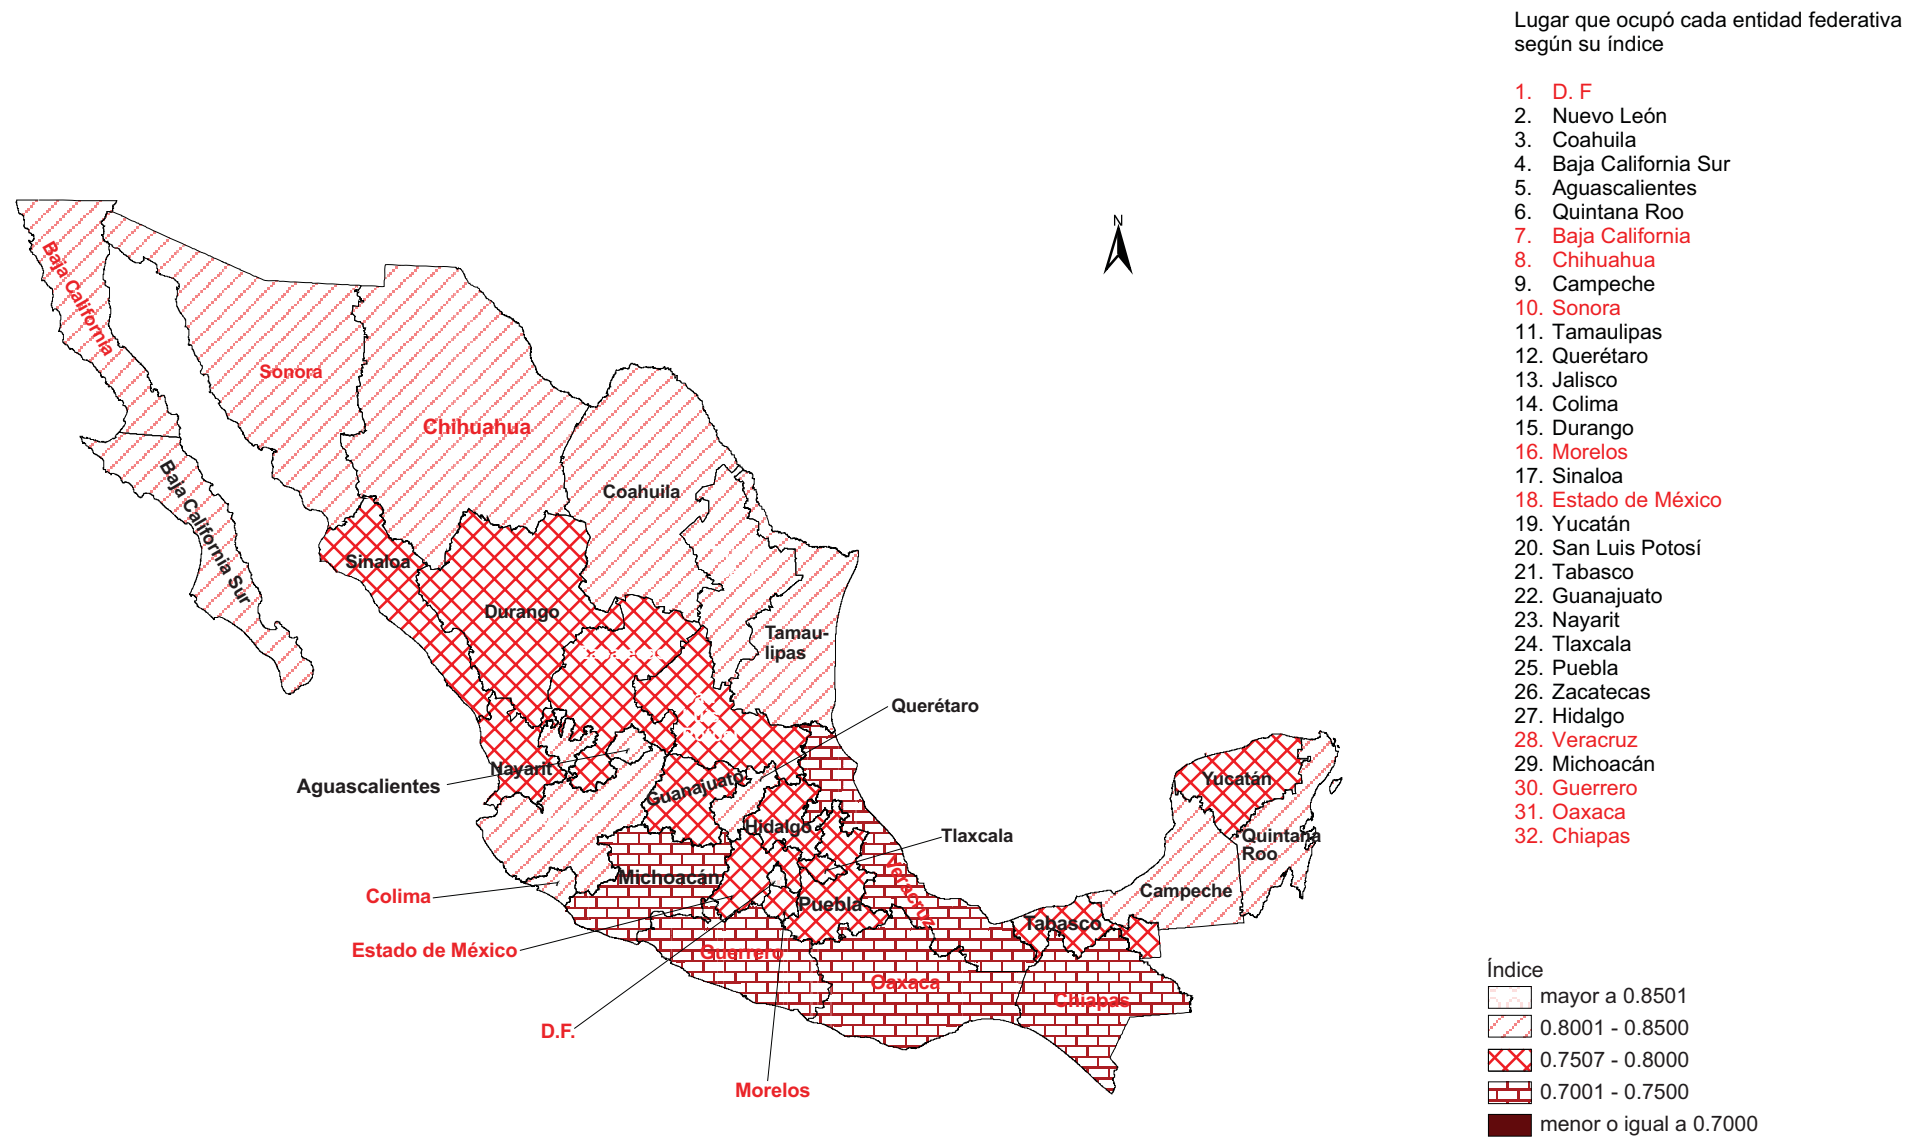 Lugar que ocupó cada entidad federativa
según su índice
1. D. F
2. Nuevo León
3. Coahuila
4. Baja California Sur
5. Aguascalientes
6. Quintana Roo
7. Baja California
8. Chihuahua
9. Campeche
10. Sonora
11. Tamaulipas
12. Querétaro
13. Jalisco
14. Colima
15. Durango
16. Morelos
17. Sinaloa
18. Estado de México
19. Yucatán
20. San Luis Potosí
21. Tabasco
22. Guanajuato
23. Nayarit
24. Tlaxcala
25. Puebla
26. Zacatecas
27. Hidalgo
28. Veracruz
29. Michoacán
30. Guerrero
31. Oaxaca
32. Chiapas
N
Baja California
Sonora
Chihuahua
Coahuila
Baja California Sur
Sinaloa
Durango
Tamau-
lipas
Querétaro
Nayarit
Aguascalientes
Guanajuato
Yucatán
Hidalgo
Tlaxcala
Quintana
Roo
Michoacán
Colima
Puebla
Veracruz
Campeche
Tabasco
Estado de México
Guerrero
Oaxaca
Chiapas
D.F.
Morelos
Índice
mayor a 0.8501
0.8001 - 0.8500
0.7507 - 0.8000
0.7001 - 0.7500
menor o igual a 0.7000